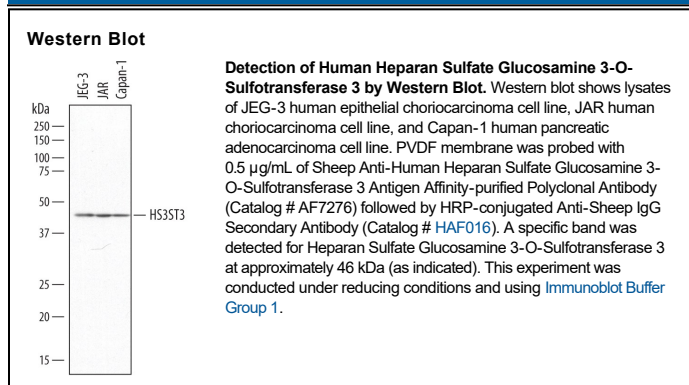 Western Blot
JEG-3
JAR
Capan-1
kDa
250
150
100
75
50
HS3ST3
37
25
20
15
Detection of Human Heparan Sulfate Glucosamine 3-O-
Sulfotransferase 3 by Western Blot. Western blot shows lysates
of JEG-3 human epithelial choriocarcinoma cell line, JAR human
choriocarcinoma cell line, and Capan-1 human pancreatic
adenocarcinoma cell line. PVDF membrane was probed with
0.5 µg/mL of Sheep Anti-Human Heparan Sulfate Glucosamine 3-
O-Sulfotransferase 3 Antigen Affinity-purified Polyclonal Antibody
(Catalog # AF7276) followed by HRP-conjugated Anti-Sheep IgG
Secondary Antibody (Catalog # HAF016). A specific band was
detected for Heparan Sulfate Glucosamine 3-O-Sulfotransferase 3
at approximately 46 kDa (as indicated). This experiment was
conducted under reducing conditions and using Immunoblot Buffer
Group 1.